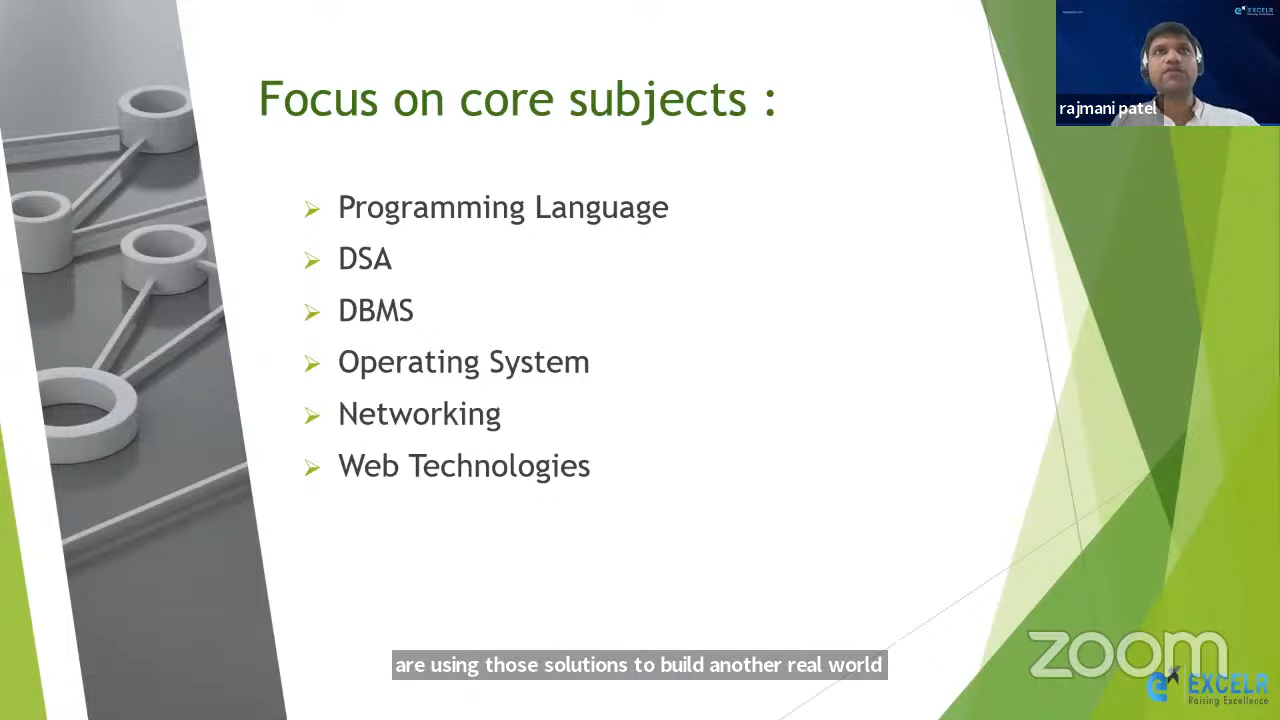 Focus on core subjects :
Programming Language
DSA
DBMS
Operating System
Networking
Web Technologies
EXCELR
rajmani patel
are using those solutions to build another real world
zoom
EXCELR
Raising Excellence